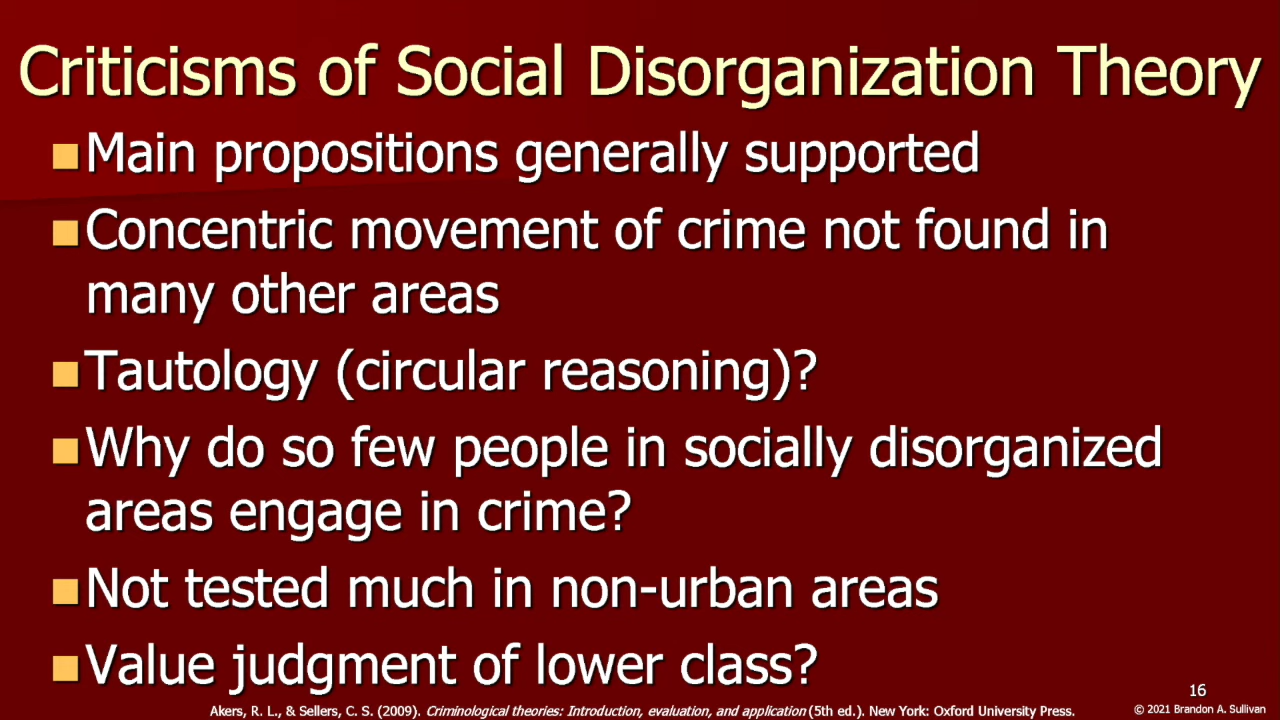 Criticisms of Social Disorganization Theory
■Main propositions generally supported
■Concentric movement of crime not found in
many other areas
■Tautology (circular reasoning)?
■Why do so few people in socially disorganized
areas engage in crime?
■Not tested much in non-urban areas
■Value judgment of lower class?
16
Akers, R. L., & Sellers, C. S. (2009). Criminological theories: Introduction, evaluation, and application (5th ed.). New York: Oxford University Press.
© 2021 Brandon A. Sullivan